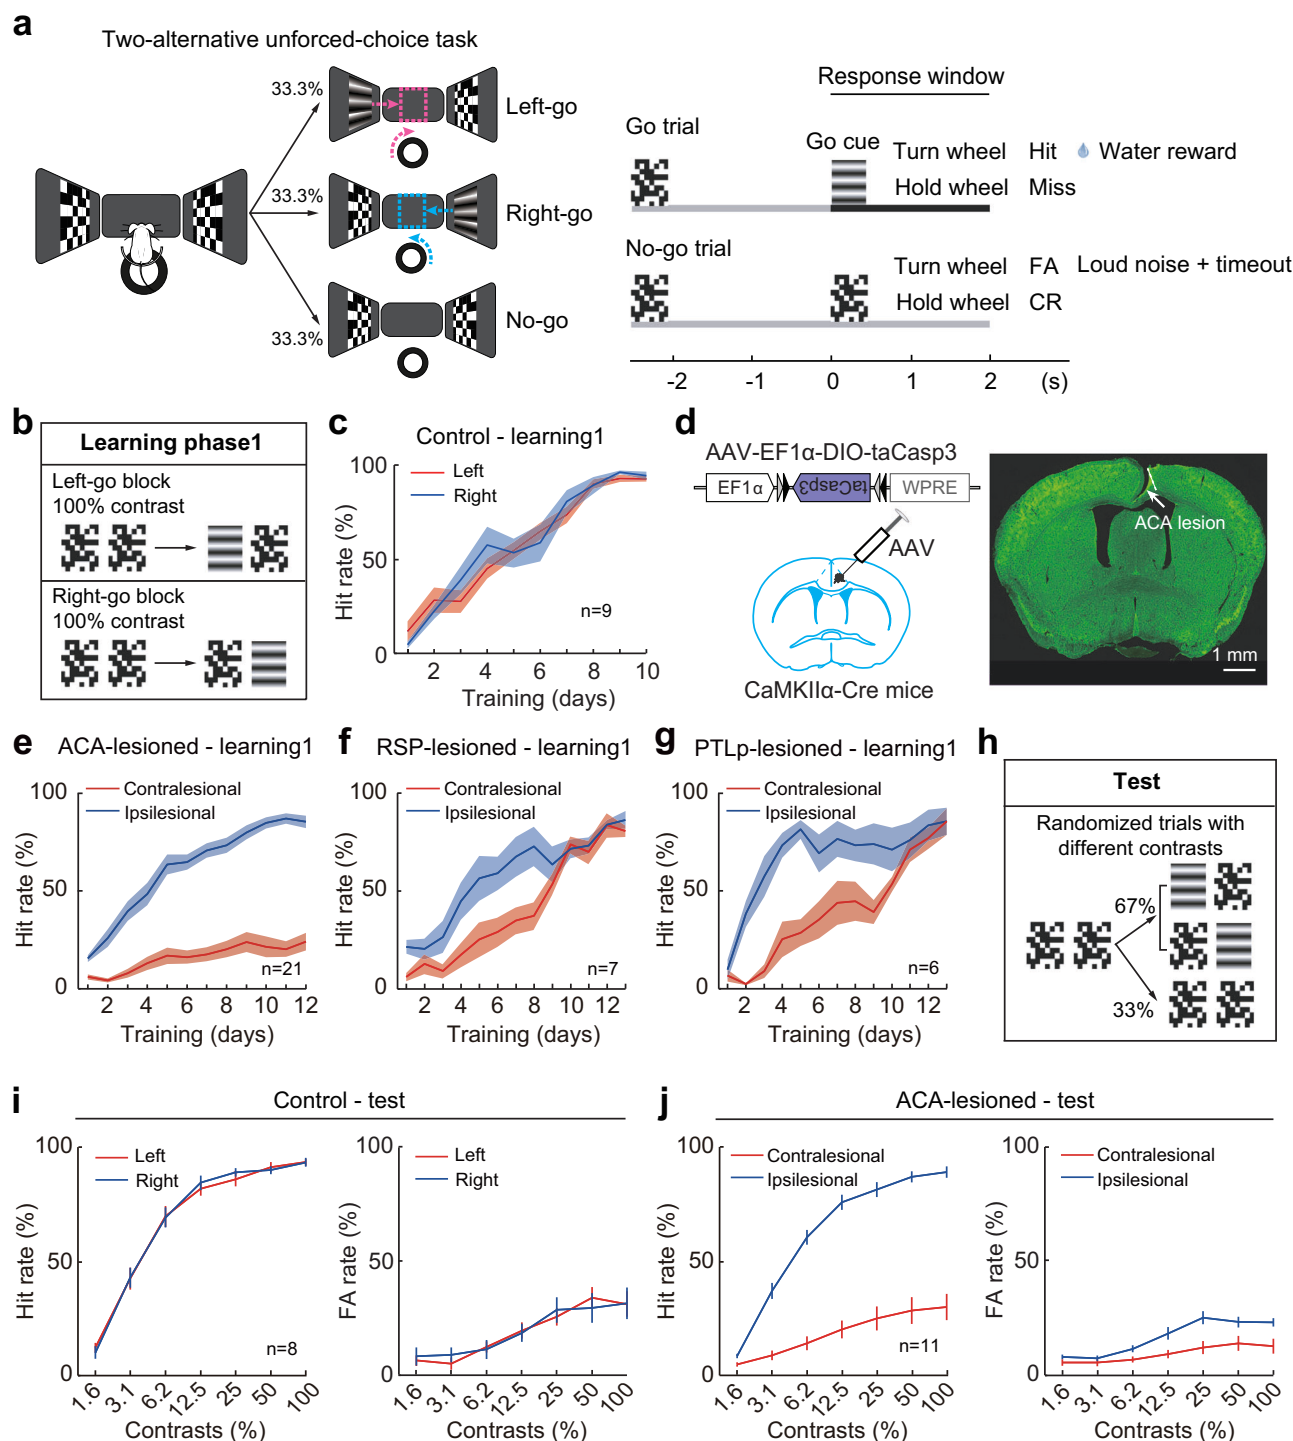 a
Two-alternative unforced-choice task
33.3%
Left-go
33.3%
Right-go
33.3%
No-go
Response window
Go trial
Go cue
Turn wheel Hit Water reward
Hold wheel Miss
No-go trial
Turn wheel FA Loud noise + timeout
Hold wheel CR
-2 -1 0 1 2 (s)
b
Learning phase1
Left-go block
100% contrast
Right-go block
100% contrast
c
Control - learning1
Left
Right
Hit rate (%)
100
50
0
n=9
2 4 6 8 10
Training (days)
d
AAV-EF1α-DIO-taCasp3
EF1α taCasp3 WPRE
AAV
CaMKIIα-Cre mice
ACA lesion
1 mm
e
ACA-lesioned - learning1
Contralesional
Ipsilesional
Hit rate (%)
100
50
0
n=21
2 4 6 8 10 12
Training (days)
f
RSP-lesioned - learning1
Contralesional
Ipsilesional
Hit rate (%)
100
50
0
n=7
2 4 6 8 10 12
Training (days)
g
PTLp-lesioned - learning1
Contralesional
Ipsilesional
Hit rate (%)
100
50
0
n=6
2 4 6 8 10 12
Training (days)
h
Test
Randomized trials with
different contrasts
67%
33%
i
Control - test
Left
Right
Hit rate (%)
100
50
0
n=8
1.6 3.1 6.2 12.5 25 50 100
Contrasts (%)
Left
Right
FA rate (%)
100
50
0
1.6 3.1 6.2 12.5 25 50 100
Contrasts (%)
j
ACA-lesioned - test
Contralesional
Ipsilesional
Hit rate (%)
100
50
0
n=11
1.6 3.1 6.2 12.5 25 50 100
Contrasts (%)
Contralesional
Ipsilesional
FA rate (%)
100
50
0
1.6 3.1 6.2 12.5 25 50 100
Contrasts (%)